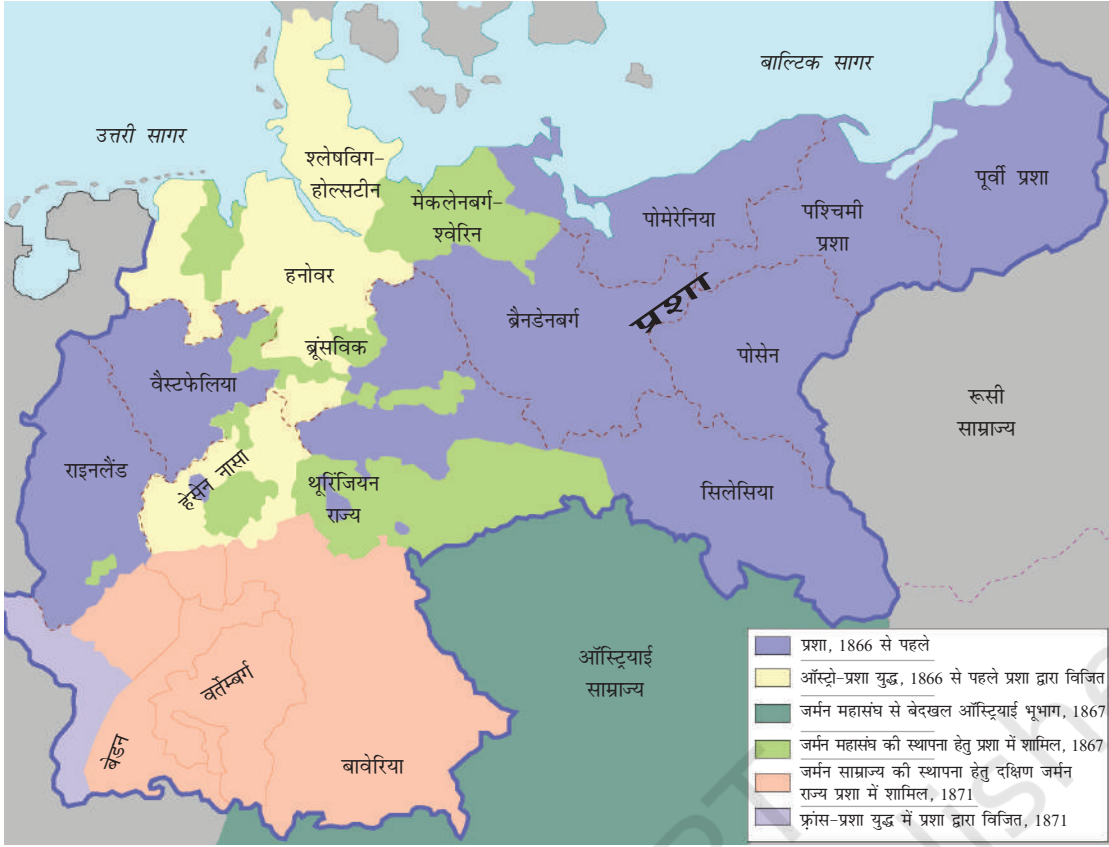 बाल्टिक सागर
उत्तरी सागर
श्लेषविग-
होल्सटीन
मेकलेनबर्ग-
श्वेरिन
पूर्वी प्रशा
पोमेरेनिया
पश्चिमी
प्रशा
हनोवर
प्रशा
ब्रैनडेनबर्ग
ब्रूंसविक
पोसेन
वैस्टफेलिया
रूसी
साम्राज्य
राइनलैंड
हेसेन नासा
थूरिंजियन
राज्य
सिलेसिया
ऑस्ट्रियाई
साम्राज्य
वर्तेम्बर्ग
बेडन
बावेरिया
प्रशा, 1866 से पहले
ऑस्ट्रो-प्रशा युद्ध, 1866 से पहले प्रशा द्वारा विजित
जर्मन महासंघ से बेदखल ऑस्ट्रियाई भूभाग, 1867
जर्मन महासंघ की स्थापना हेतु प्रशा में शामिल, 1867
जर्मन साम्राज्य की स्थापना हेतु दक्षिण जर्मन
राज्य प्रशा में शामिल, 1871
फ़्रांस-प्रशा युद्ध में प्रशा द्वारा विजित, 1871